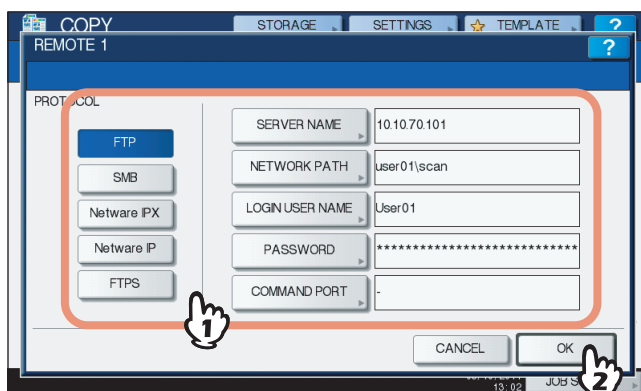 COPY STORAGE SETTINGS TEMPLATE ?
REMOTE 1 ?
PROTOCOL
FTP
SMB
Netware IPX
Netware IP
FTPS
SERVER NAME 10.10.70.101
NETWORK PATH user01\scan
LOGIN USER NAME User01
PASSWORD ****************************
COMMAND PORT -
1
CANCEL OK
2
13:02 JOB S